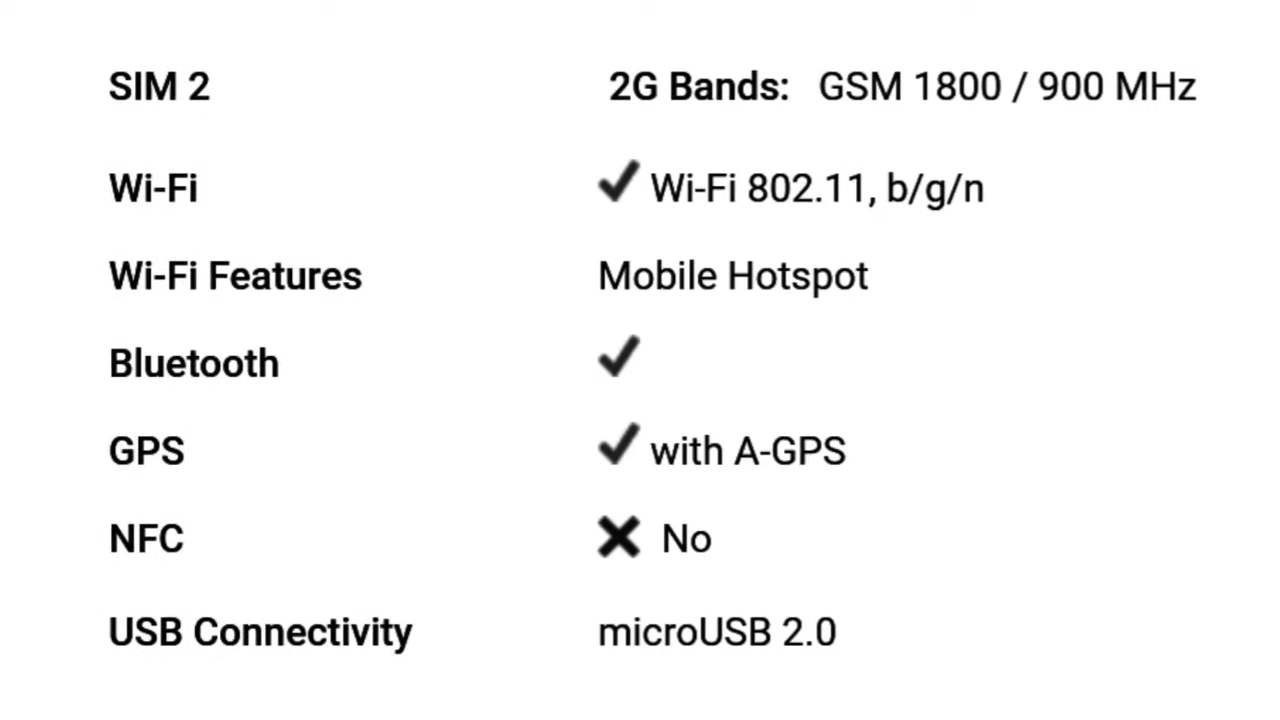 SIM 2 2G Bands: GSM 1800 / 900 MHz
Wi-Fi ✔ Wi-Fi 802.11, b/g/n
Wi-Fi Features Mobile Hotspot
Bluetooth ✔
GPS ✔ with A-GPS
NFC ✖ No
USB Connectivity microUSB 2.0